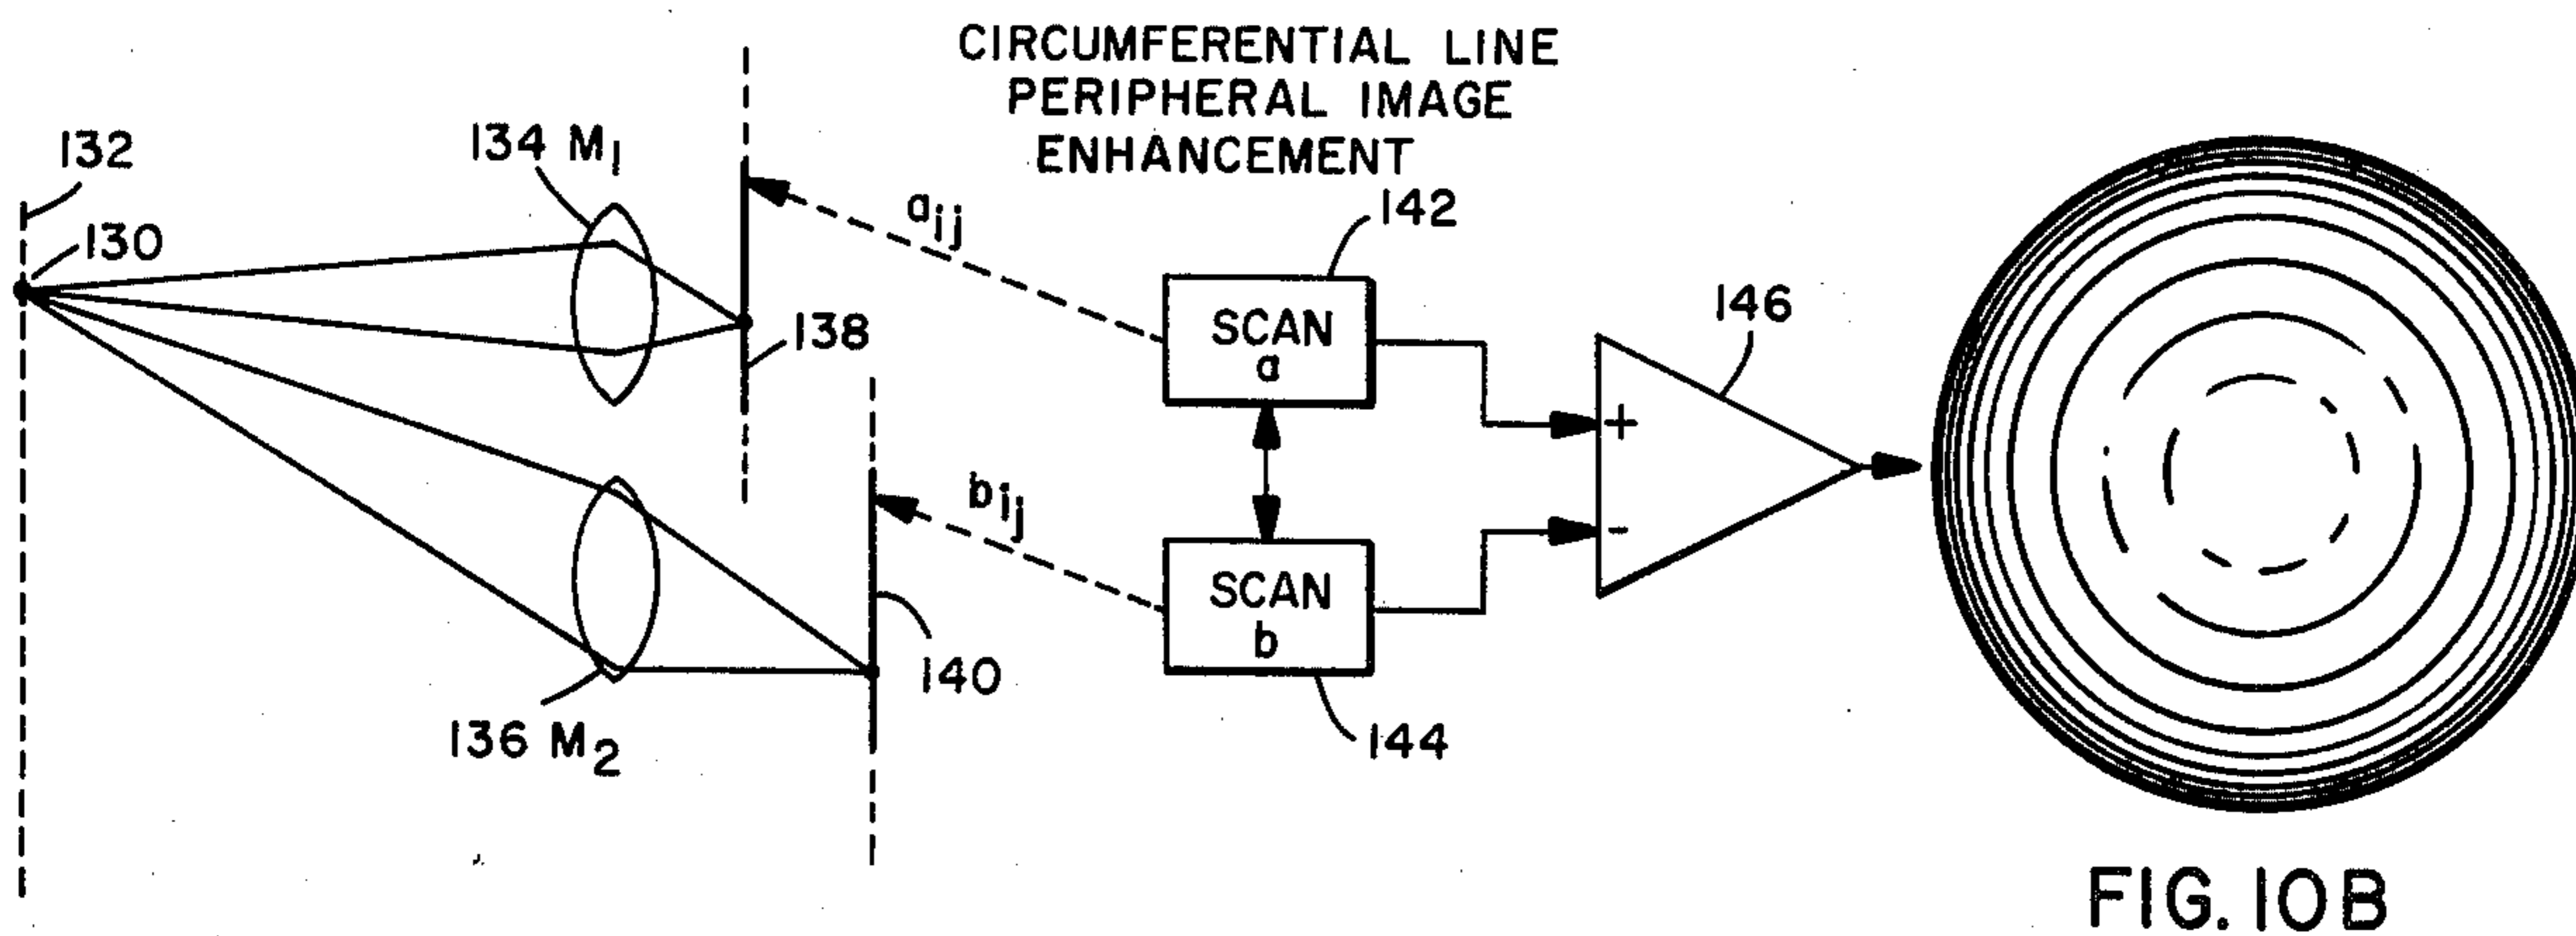 CIRCUMFERENTIAL LINE
PERIPHERAL IMAGE
ENHANCEMENT
132
130
134 M1
138
aij
142
SCAN
a
146
+
-
136 M2
140
bij
SCAN
b
144
FIG. 10B